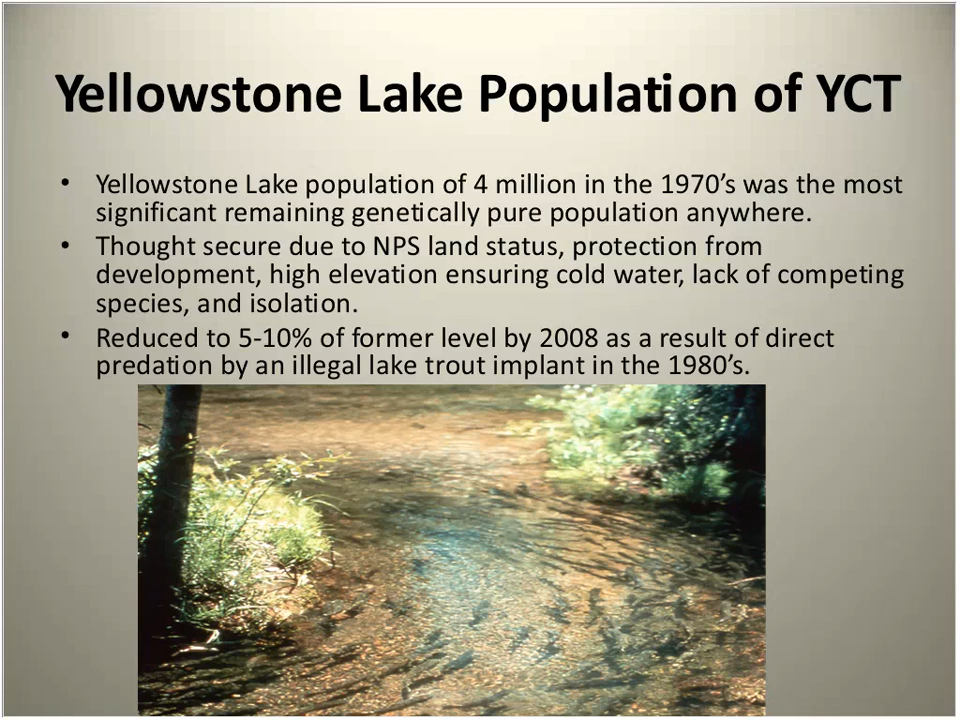 Yellowstone Lake Population of YCT
• Yellowstone Lake population of 4 million in the 1970’s was the most
significant remaining genetically pure population anywhere.
• Thought secure due to NPS land status, protection from
development, high elevation ensuring cold water, lack of competing
species, and isolation.
• Reduced to 5-10% of former level by 2008 as a result of direct
predation by an illegal lake trout implant in the 1980’s.